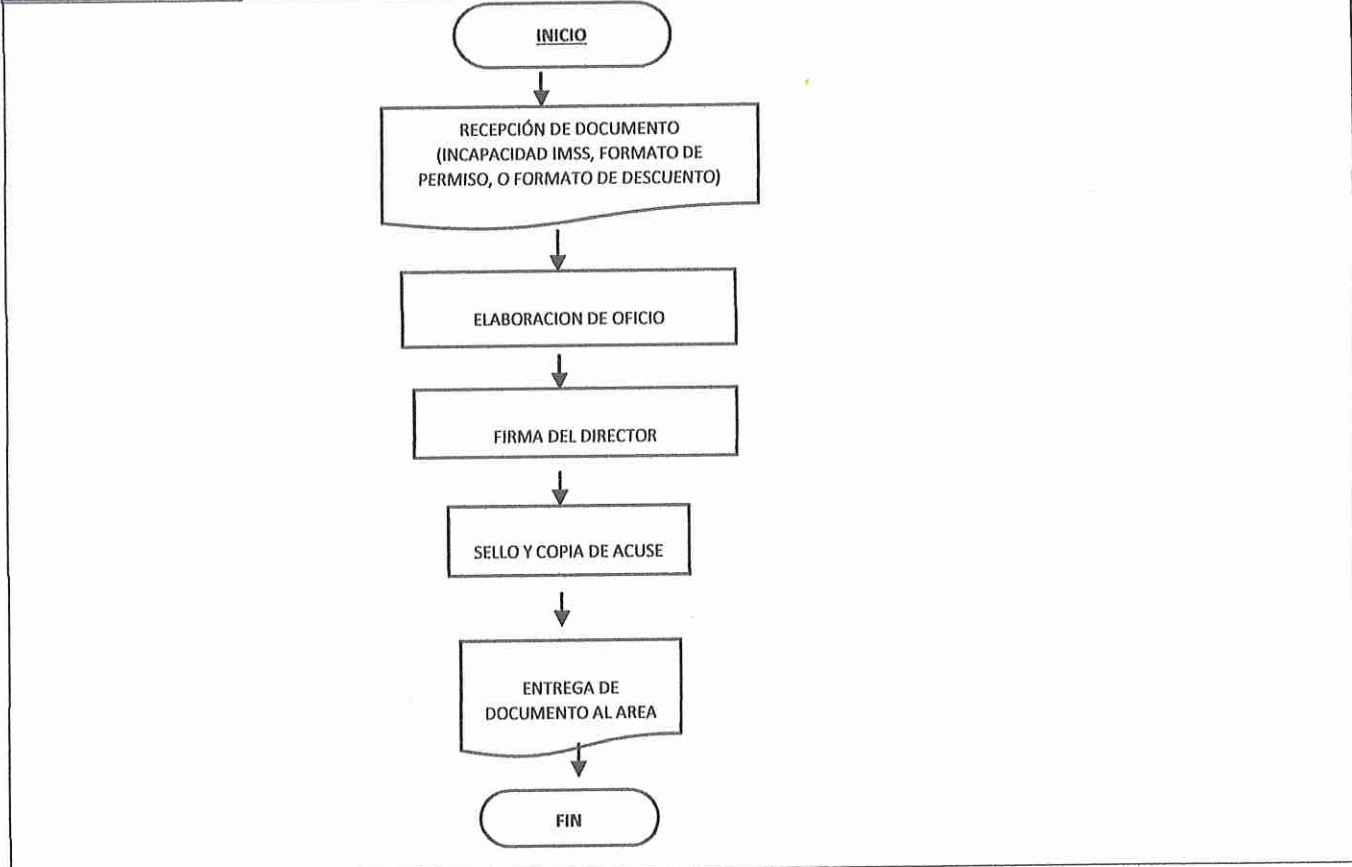 INICIO
RECEPCIÓN DE DOCUMENTO
(INCAPACIDAD IMSS, FORMATO DE
PERMISO, O FORMATO DE DESCUENTO)
ELABORACION DE OFICIO
FIRMA DEL DIRECTOR
SELLO Y COPIA DE ACUSE
ENTREGA DE
DOCUMENTO AL AREA
FIN